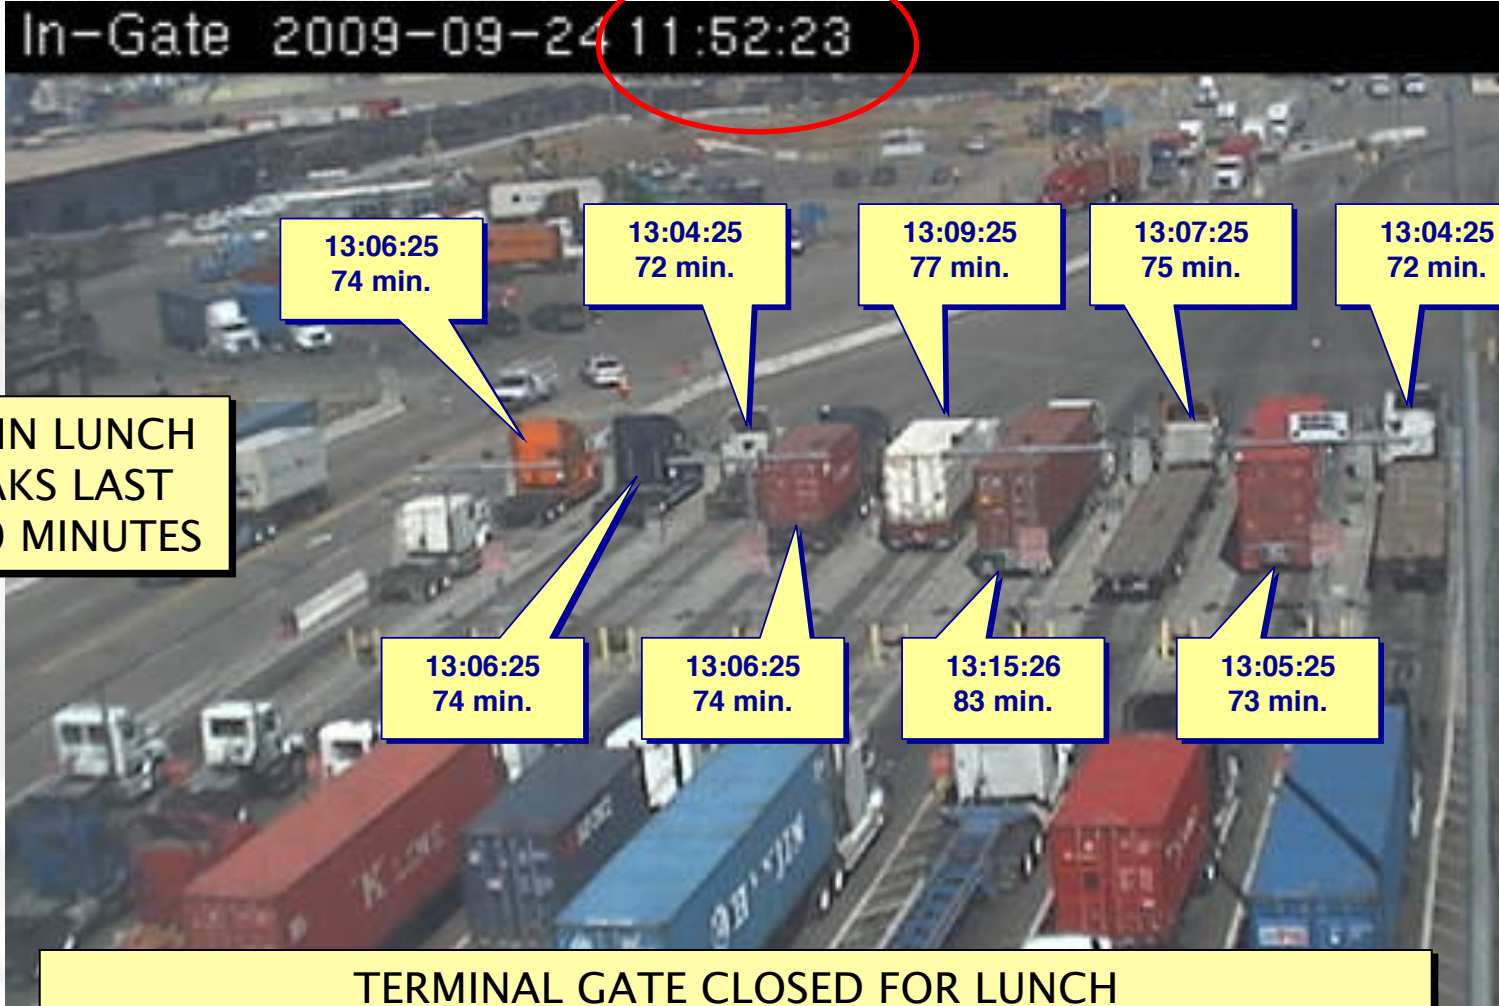 In-Gate 2009-09-24 11:52:23
13:06:25
74 min.
13:04:25
72 min.
13:09:25
77 min.
13:07:25
75 min.
13:04:25
72 min.
IN LUNCH
AKS LAST
MINUTES
13:06:25
74 min.
13:06:25
74 min.
13:15:26
83 min.
13:05:25
73 min.
HANJIN
TERMINAL GATE CLOSED FOR LUNCH